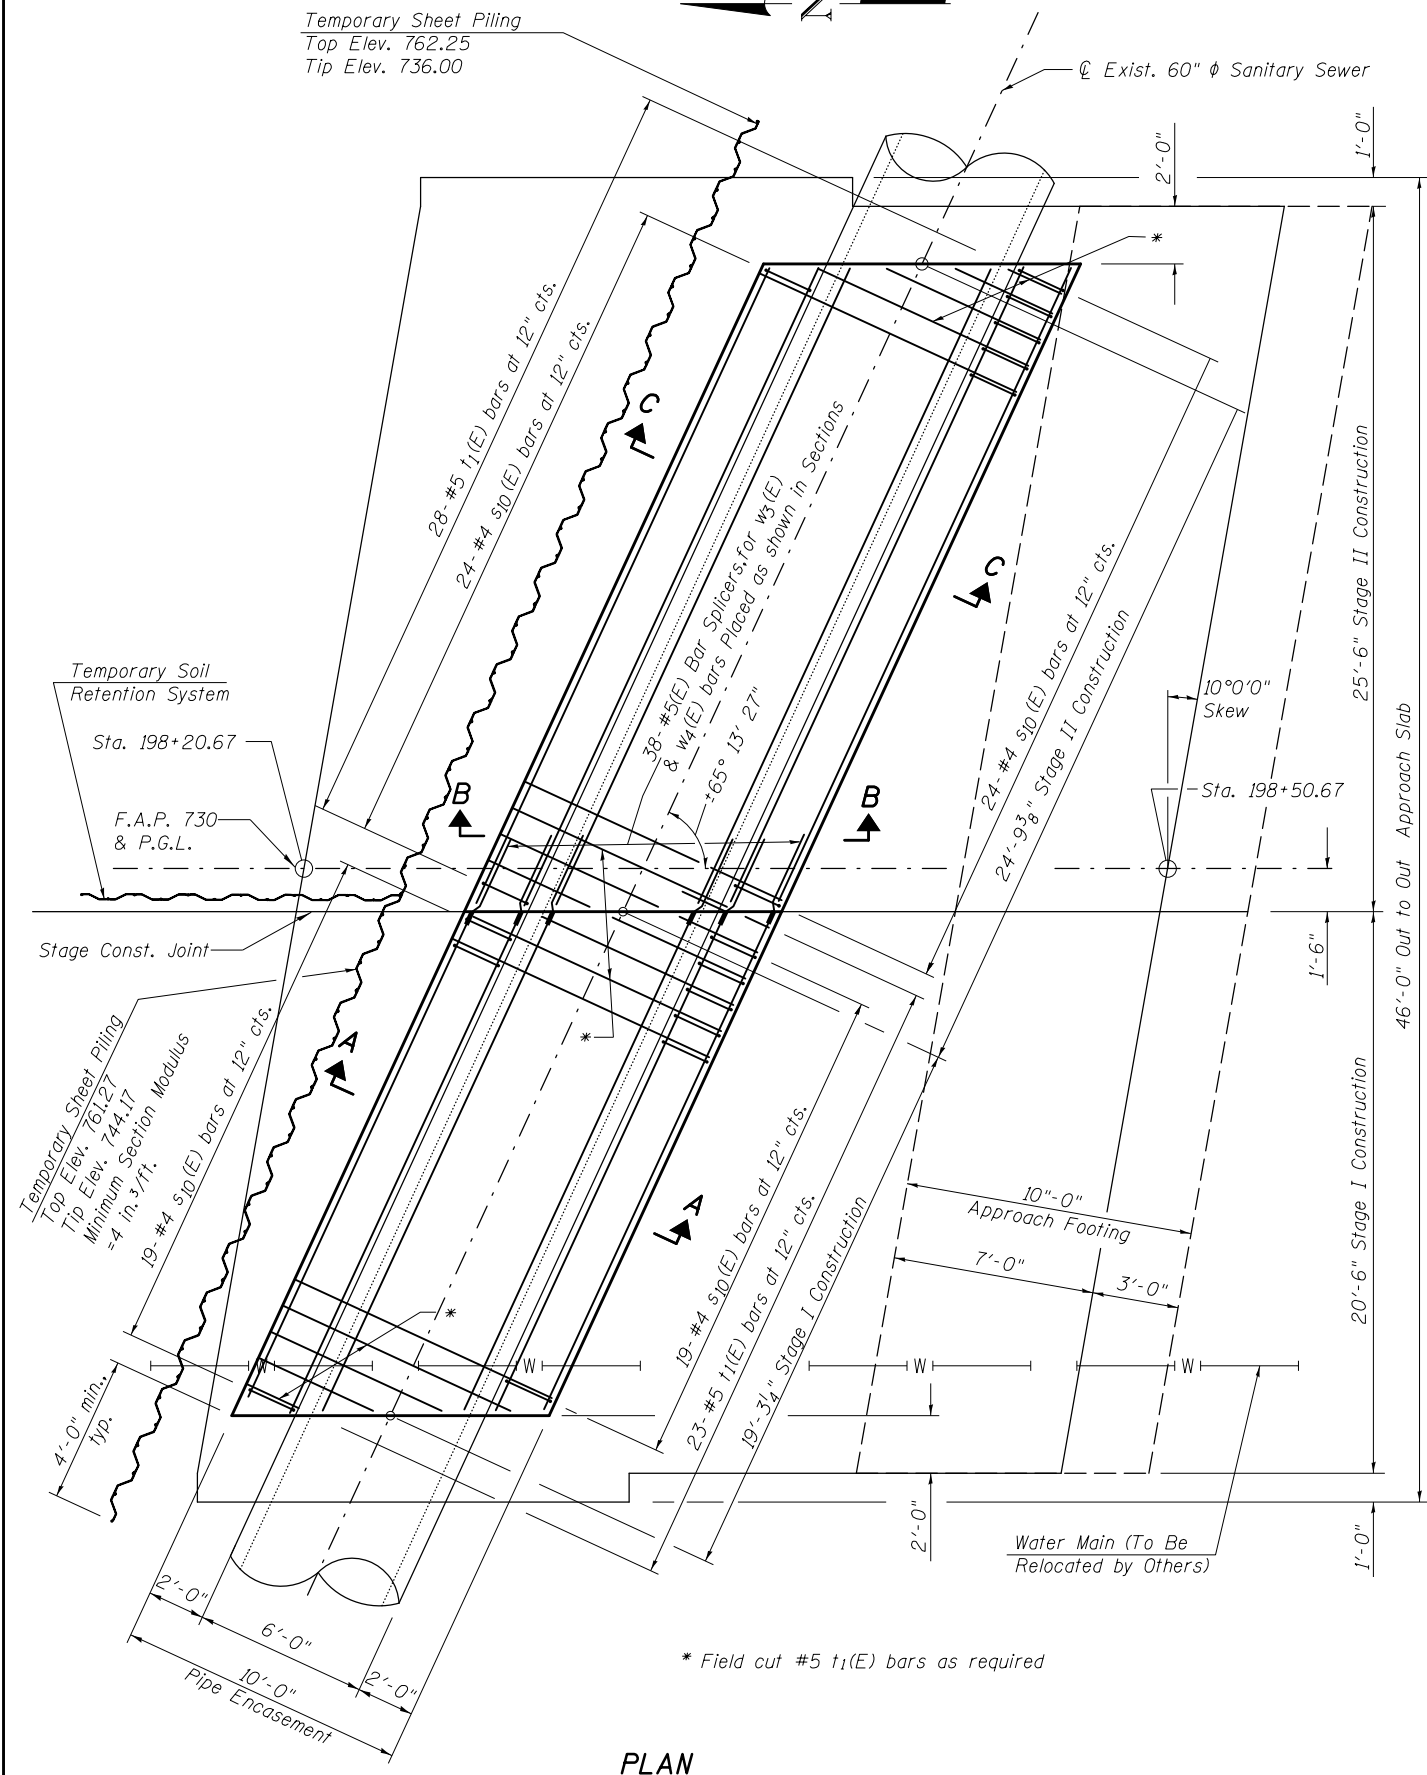 Temporary Sheet Piling
Top Elev. 762.25
Tip Elev. 736.00
N
℄ Exist. 60" ϕ Sanitary Sewer
2'-0"
1'-0"
*
28-#5 t1(E) bars at 12" cts.
24-#4 s10(E) bars at 12" cts.
C
C
38-#5(E) Bar Splicers,for w3(E)
& w4(E) bars Placed as shown in Sections
±65° 13' 27"
24-#4 s10(E) bars at 12" cts.
24'-9 3/8" Stage II Construction
25'-6" Stage II Construction
46'-0" Out to Out Approach Slab
Temporary Soil
Retention System
Sta. 198+20.67
F.A.P. 730
& P.G.L.
B
B
10°0'0"
Skew
Sta. 198+50.67
Stage Const. Joint
1'-6"
Temporary Sheet Piling
Top Elev. 761.27
Tip Elev. 744.17
Minimum Section Modulus
=4 in.³/ft.
19-#4 s10(E) bars at 12" cts.
A
A
*
19-#4 s10(E) bars at 12" cts.
23-#5 t1(E) bars at 12" cts.
19'-3 1/4" Stage I Construction
10"-0"
Approach Footing
7'-0"
3'-0"
20'-6" Stage I Construction
*
W
W
W
W
4'-0" min.,
typ.
2'-0"
1'-0"
Water Main (To Be
Relocated by Others)
2'-0"
6'-0"
2'-0"
10'-0"
Pipe Encasement
* Field cut #5 t1(E) bars as required
PLAN